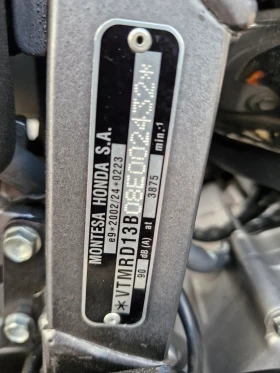 MONTESA HONDA S.A.
e9*2002/24*0223
90 dB(A) at 3875 min.⁻¹
*VTMRD13B08E002432*